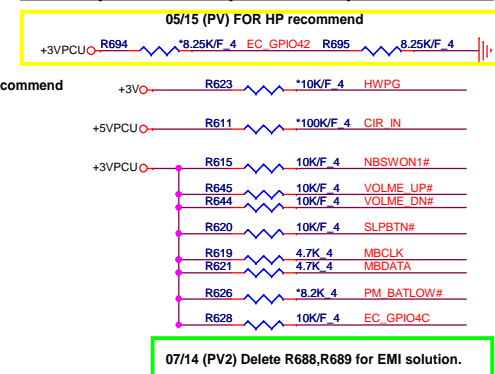 05/15 (PV) FOR HP recommend
+3VPCU R694 *8.25K/F_4 EC_GPIO42 R695 8.25K/F_4
commend
+3V R623 *10K/F_4 HWPG
+5VPCU R611 *100K/F_4 CIR_IN
+3VPCU R615 10K/F_4 NBSWON1#
R645 10K/F_4 VOLME_UP#
R644 10K/F_4 VOLME_DN#
R620 10K/F_4 SLPBTN#
R619 4.7K_4 MBCLK
R621 4.7K_4 MBDATA
R626 *8.2K_4 PM_BATLOW#
R628 10K/F_4 EC_GPIO4C
07/14 (PV2) Delete R688,R689 for EMI solution.